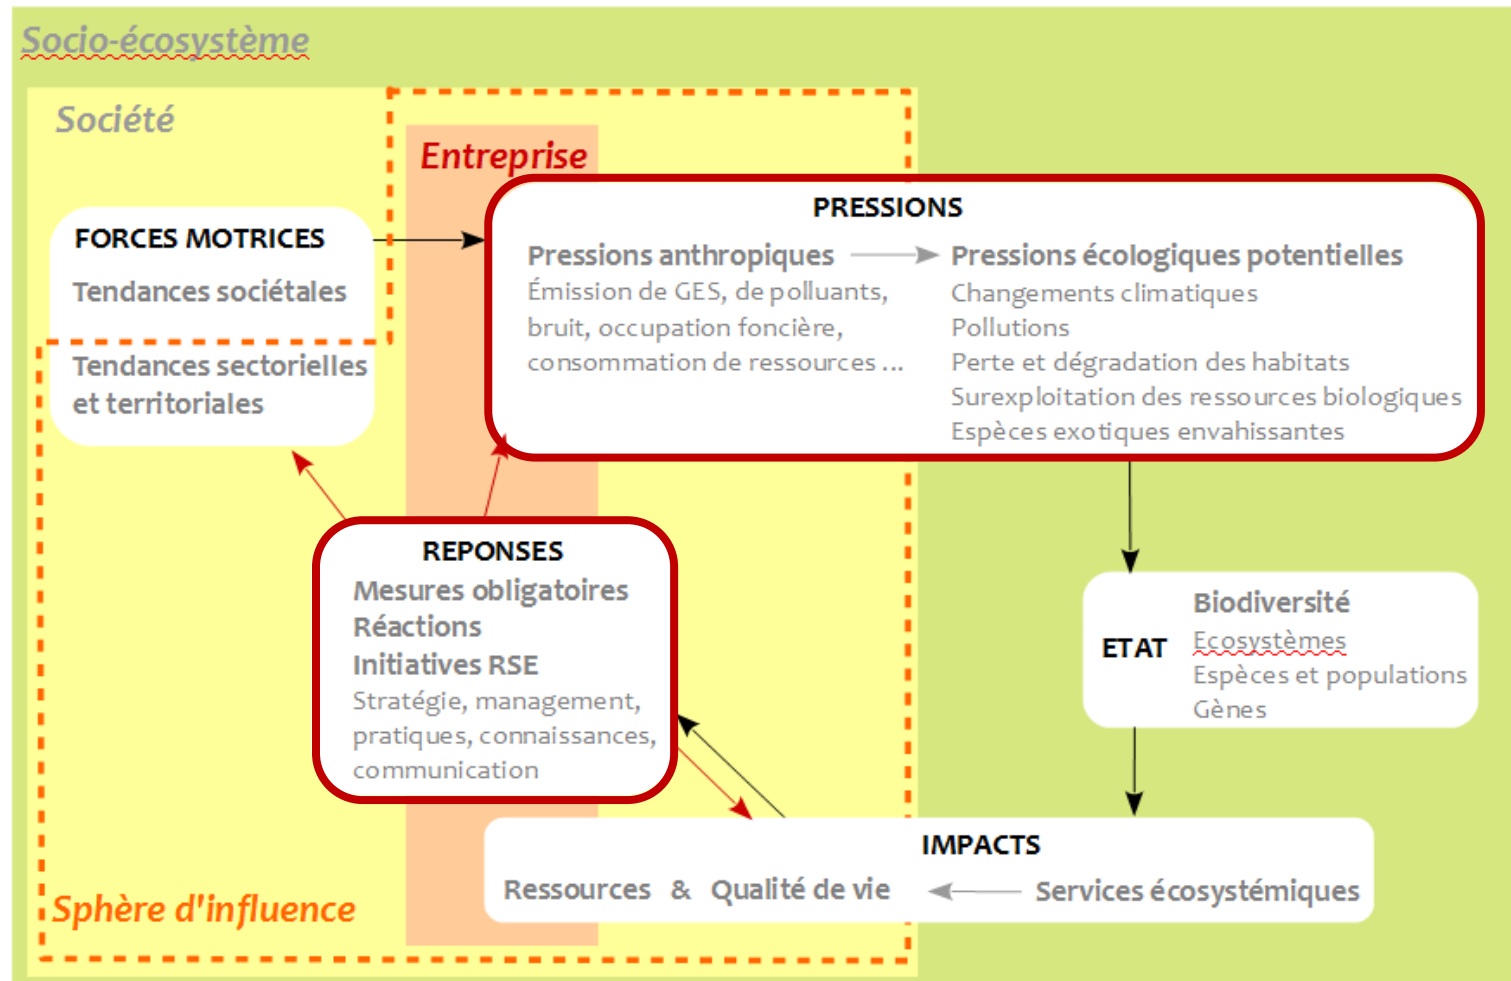 Socio-écosystème
Société
Entreprise
FORCES MOTRICES
Tendances sociétales
Tendances sectorielles
et territoriales
PRESSIONS
Pressions anthropiques
Émission de GES, de polluants,
bruit, occupation foncière,
consommation de ressources ...
Pressions écologiques potentielles
Changements climatiques
Pollutions
Perte et dégradation des habitats
Surexploitation des ressources biologiques
Espèces exotiques envahissantes
REPONSES
Mesures obligatoires
Réactions
Initiatives RSE
Stratégie, management,
pratiques, connaissances,
communication
ETAT
Biodiversité
Ecosystèmes
Espèces et populations
Gènes
IMPACTS
Ressources & Qualité de vie
Services écosystémiques
Sphère d'influence